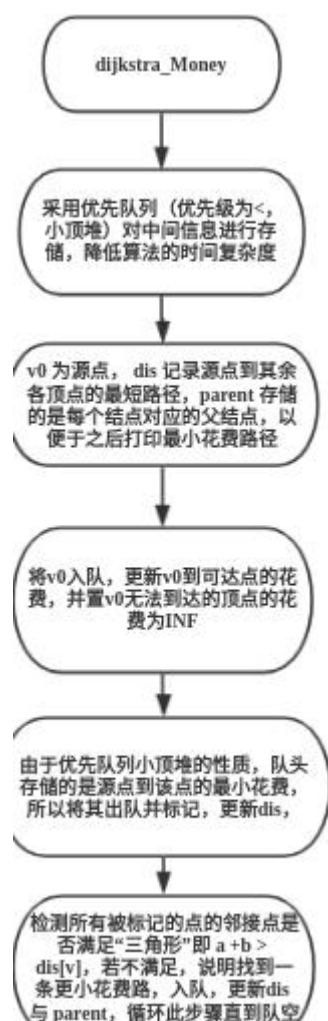 dijkstra_Money
采用优先队列（优先级为<，
小顶堆）对中间信息进行存
储，降低算法的时间复杂度
v0 为源点， dis 记录源点到其余
各顶点的最短路径，parent 存储
的是每个结点对应的父结点，以
便于之后打印最小花费路径
将v0入队，更新v0到可达点的花
费，并置v0无法到达的顶点的花
费为INF
由于优先队列小顶堆的性质，队头
存储的是源点到该点的最小花费，
所以将其出队并标记，更新dis，
检测所有被标记的点的邻接点是
否满足“三角形”即 a +b >
dis[v]，若不满足，说明找到一
条更小花费路，入队，更新dis
与 parent，循环此步骤直到队空